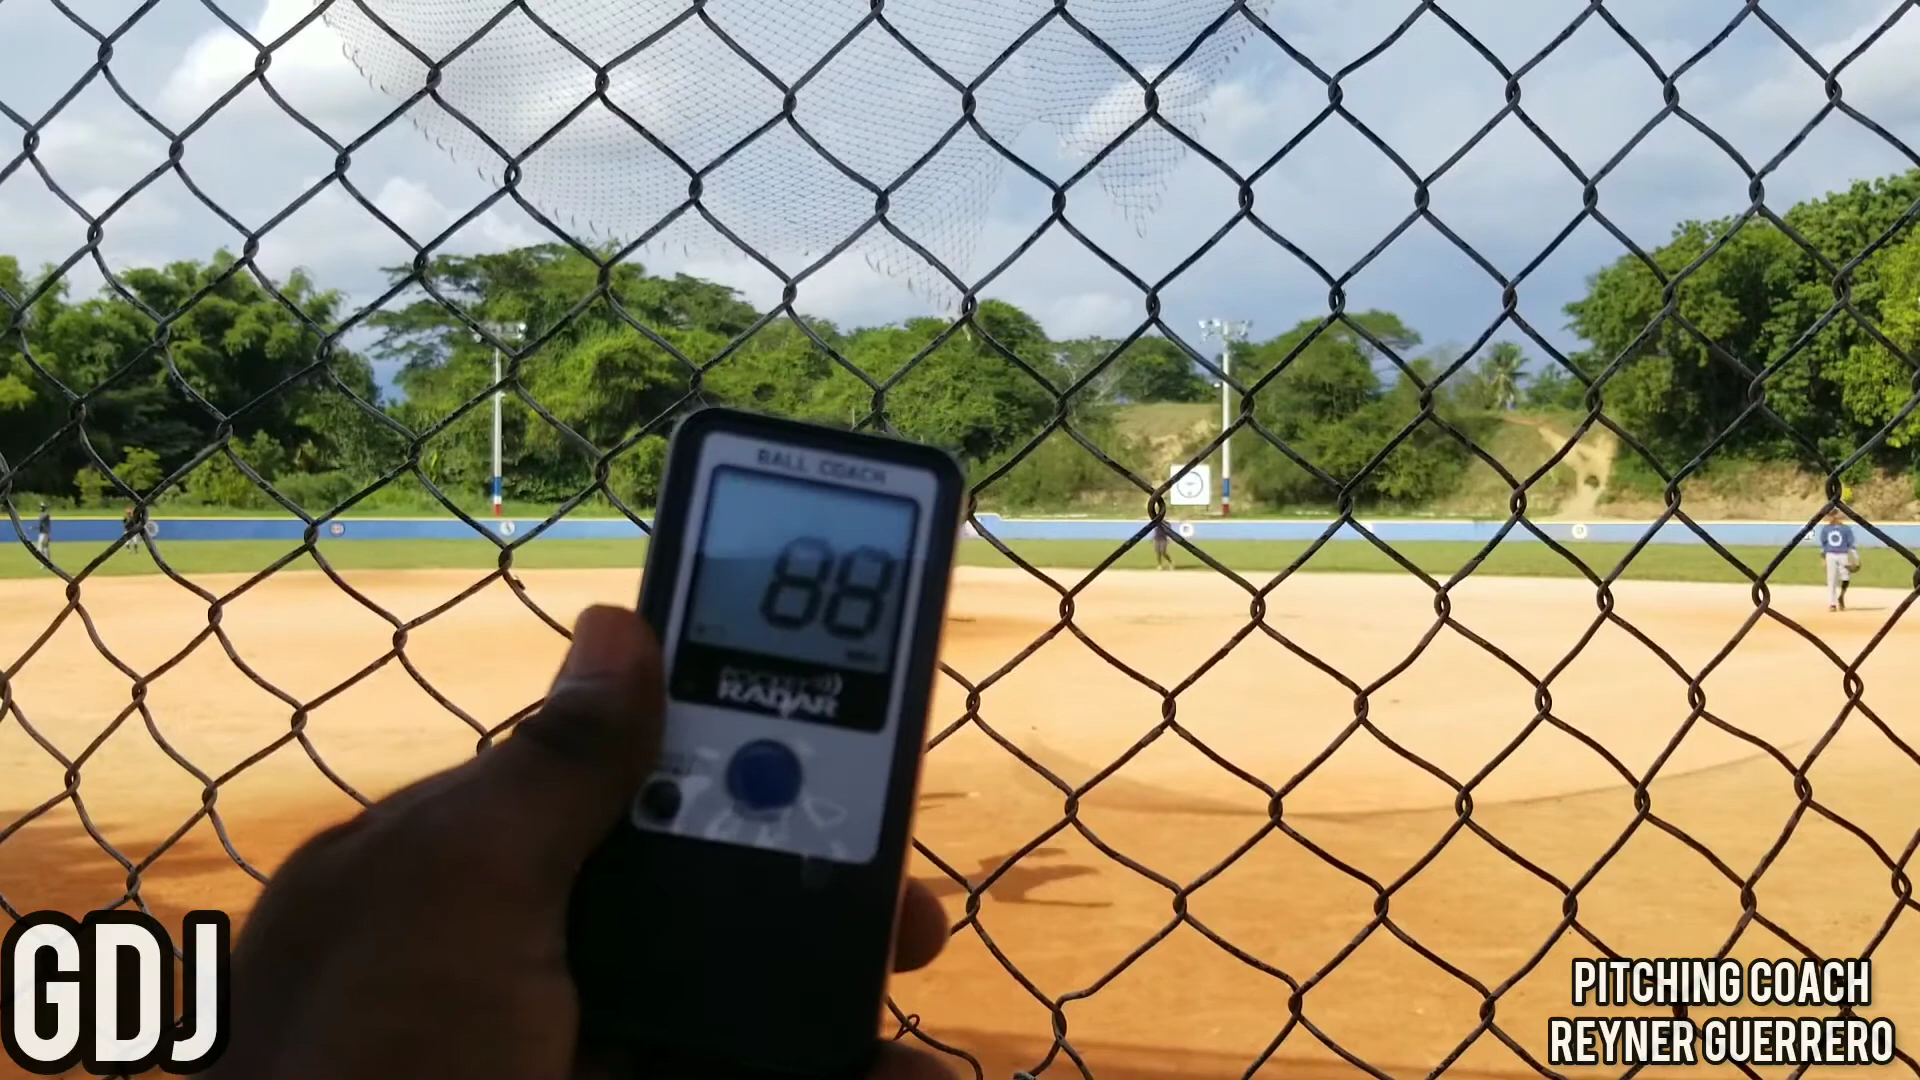 BALL COACH
88
POCKET
RADAR
GDJ
PITCHING COACH
REYNER GUERRERO